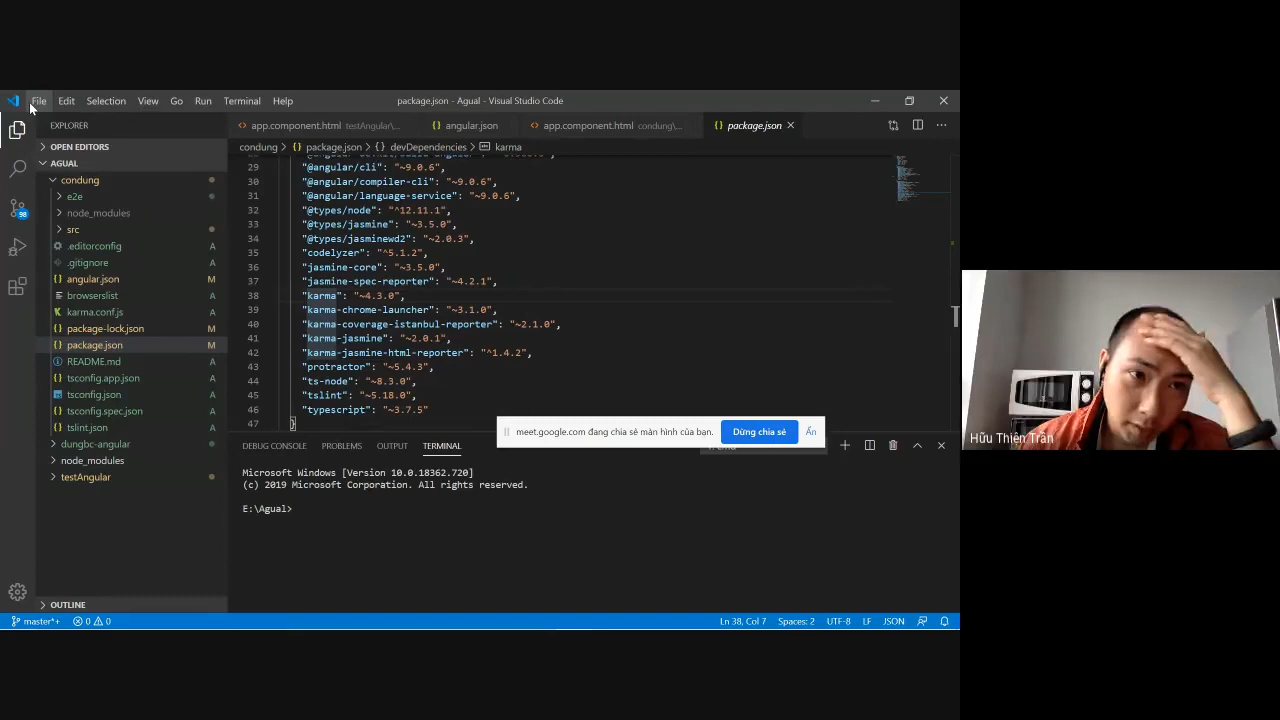 File Edit Selection View Go Run Terminal Help
package.json - Agual - Visual Studio Code
EXPLORER
app.component.html testAngular\...
angular.json
app.component.html condung\...
package.json
OPEN EDITORS
AGUAL
condung
e2e
node_modules
src
.editorconfig A
.gitignore A
angular.json M
browserslist A
karma.conf.js A
package-lock.json M
package.json M
README.md A
tsconfig.app.json A
tsconfig.json A
tsconfig.spec.json A
tslint.json A
dungbc-angular
node_modules
testAngular
OUTLINE
98
condung > package.json > { } devDependencies > karma
29 "@angular/cli": "~9.0.6",
30 "@angular/compiler-cli": "~9.0.6",
31 "@angular/language-service": "~9.0.6",
32 "@types/node": "^12.11.1",
33 "@types/jasmine": "~3.5.0",
34 "@types/jasminewd2": "~2.0.3",
35 "codelyzer": "^5.1.2",
36 "jasmine-core": "~3.5.0",
37 "jasmine-spec-reporter": "~4.2.1",
38 "karma": "~4.3.0",
39 "karma-chrome-launcher": "~3.1.0",
40 "karma-coverage-istanbul-reporter": "~2.1.0",
41 "karma-jasmine": "~2.0.1",
42 "karma-jasmine-html-reporter": "^1.4.2",
43 "protractor": "~5.4.3",
44 "ts-node": "~8.3.0",
45 "tslint": "~5.18.0",
46 "typescript": "~3.7.5"
47 }
meet.google.com đang chia sẻ màn hình của bạn. Dừng chia sẻ Ẩn
DEBUG CONSOLE PROBLEMS OUTPUT TERMINAL
Microsoft Windows [Version 10.0.18362.720]
(c) 2019 Microsoft Corporation. All rights reserved.
E:\Agual>
master*+ 0 0 Ln 38, Col 7 Spaces: 2 UTF-8 LF JSON
Hữu Thiện Trần